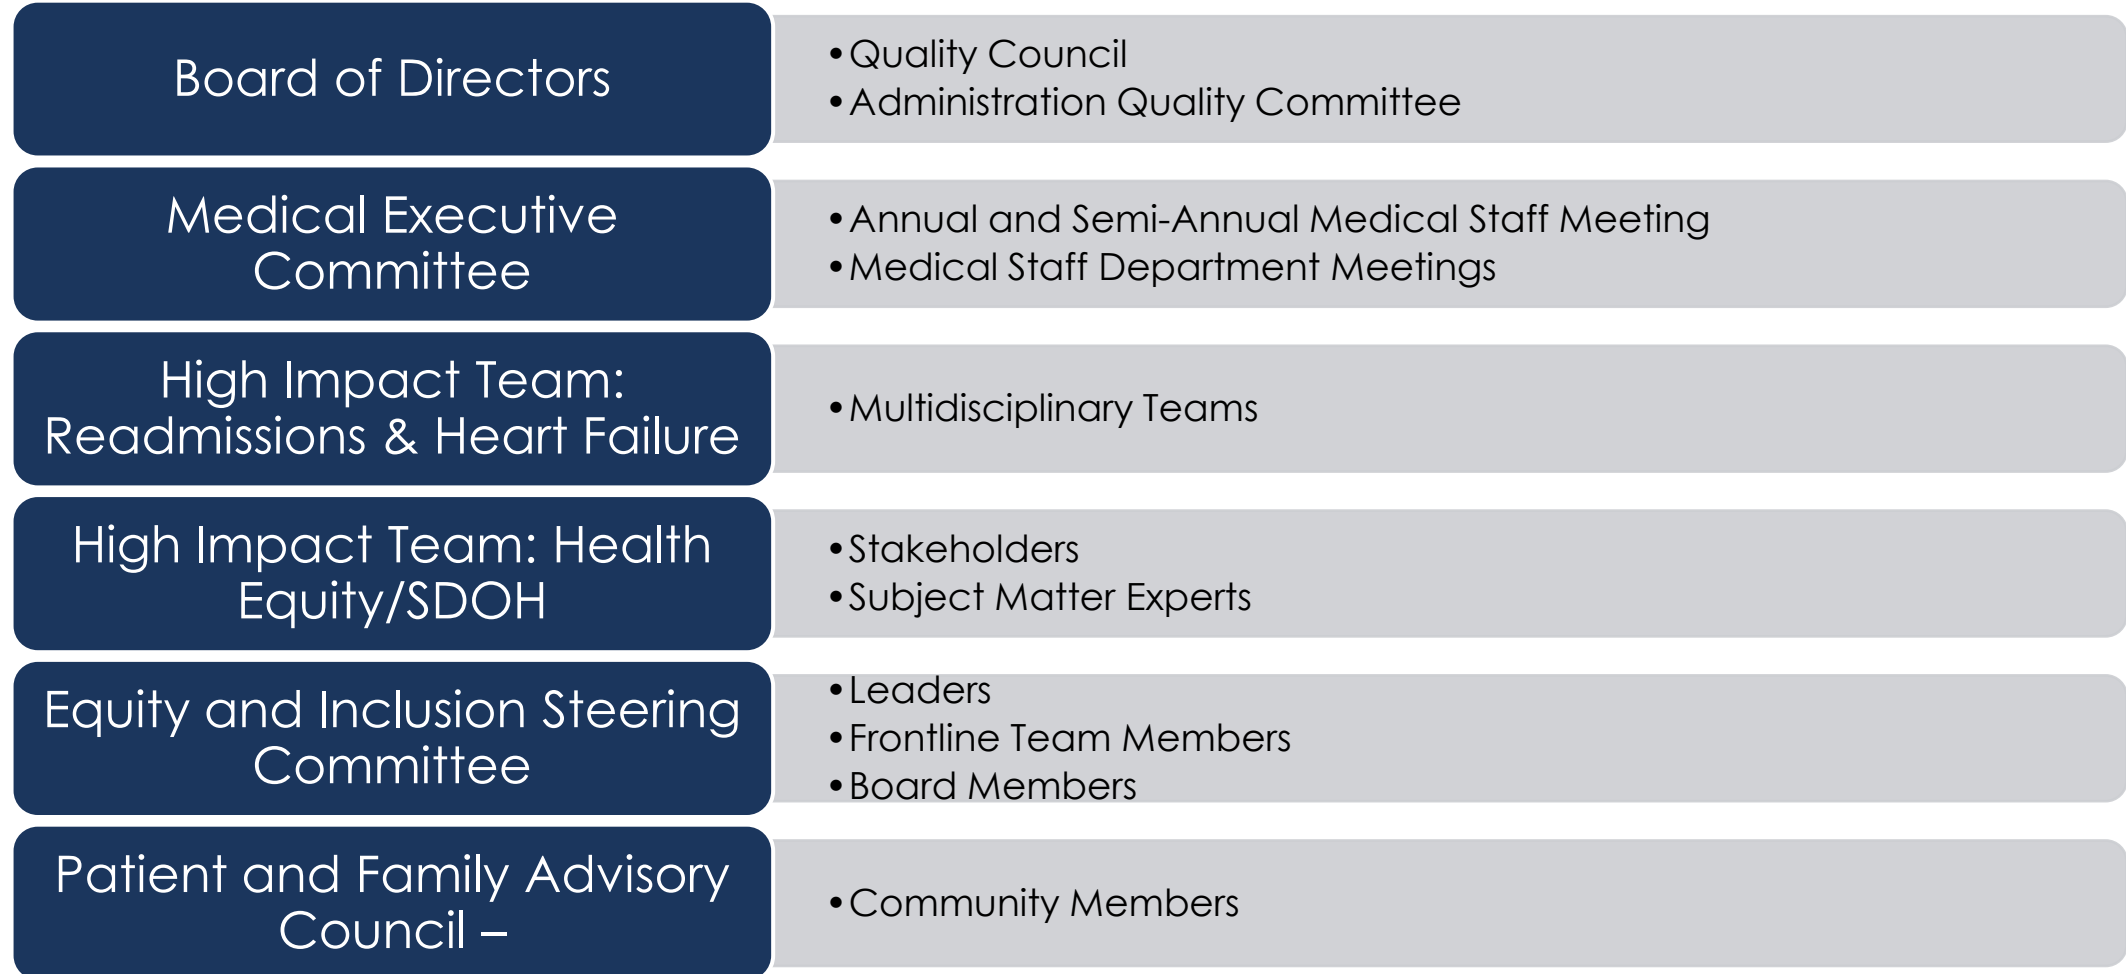 Board of Directors
•Quality Council
•Administration Quality Committee
Medical Executive
Committee
•Annual and Semi-Annual Medical Staff Meeting
•Medical Staff Department Meetings
High Impact Team:
Readmissions & Heart Failure
•Multidisciplinary Teams
High Impact Team: Health
Equity/SDOH
•Stakeholders
•Subject Matter Experts
Equity and Inclusion Steering
Committee
•Leaders
•Frontline Team Members
•Board Members
Patient and Family Advisory
Council –
•Community Members